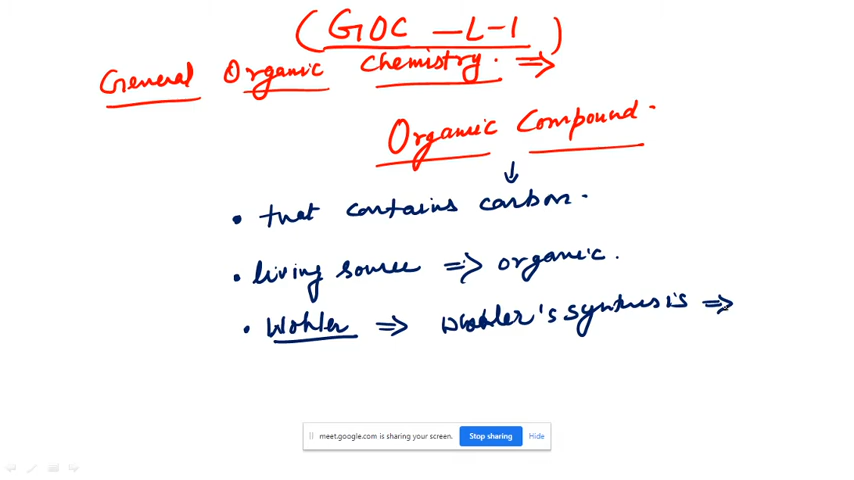 (GOC - L-1)
General Organic Chemistry. ⇒
Organic Compound.
↓
• that contains carbon.
• living source ⇒ organic.
• Wohler ⇒ Wohler's synthesis ⇒
meet.google.com is sharing your screen. Stop sharing Hide